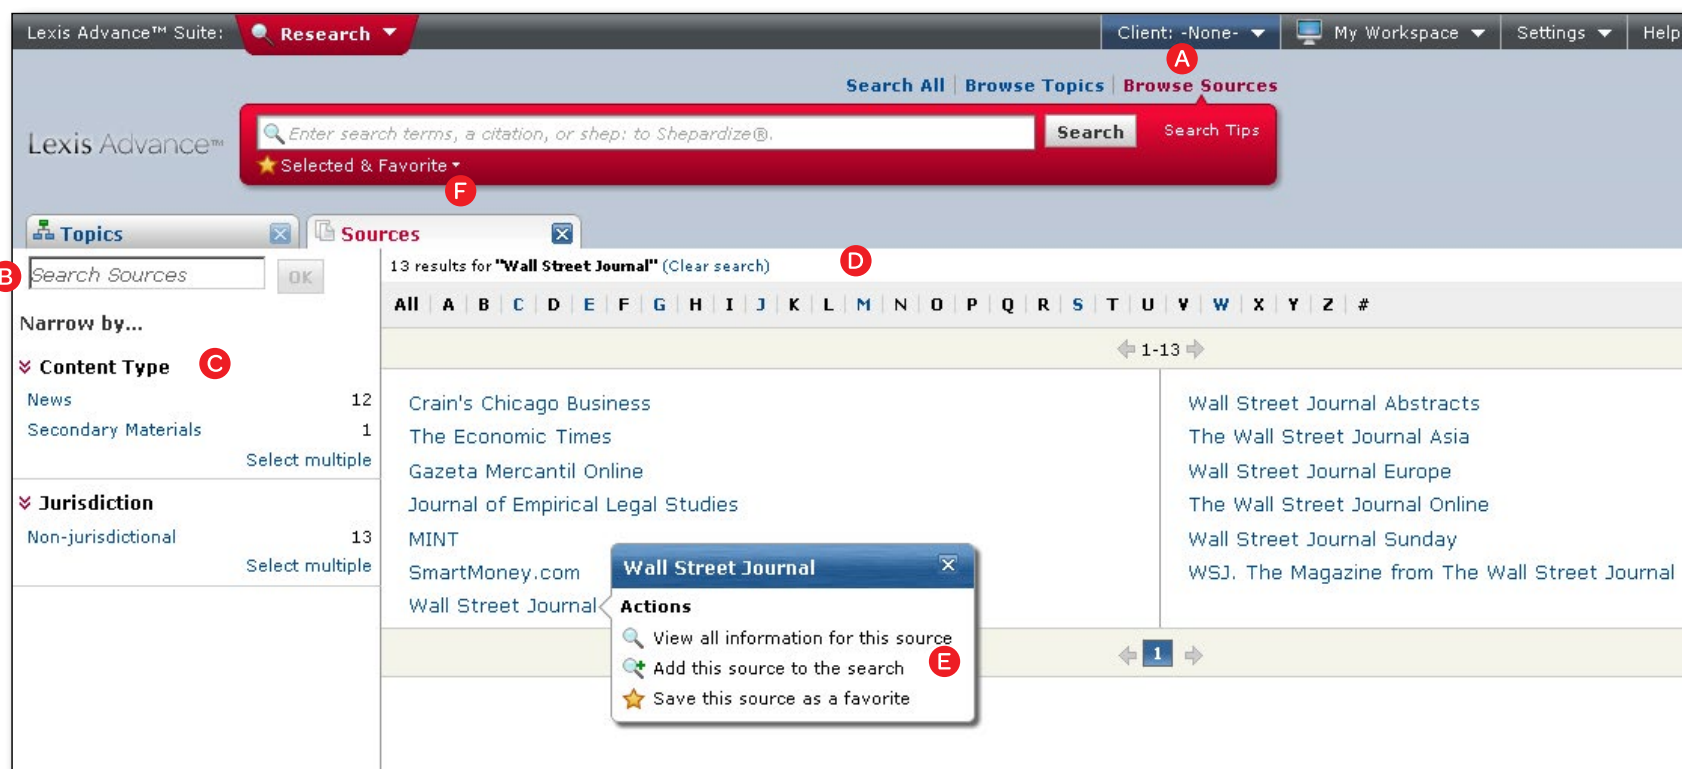 Lexis Advance™ Suite: Research Client: -None- My Workspace Settings Help
A
Search All | Browse Topics | Browse Sources
Lexis Advance™ Enter search terms, a citation, or shep: to Shepardize®. Search Search Tips
Selected & Favorite
F
Topics Sources
B Search Sources OK
13 results for "Wall Street Journal" (Clear search) D
All | A | B | C | D | E | F | G | H | I | J | K | L | M | N | O | P | Q | R | S | T | U | V | W | X | Y | Z | #
1-13
Narrow by...
Content Type C
News 12
Secondary Materials 1
Select multiple
Jurisdiction
Non-jurisdictional 13
Select multiple
Crain's Chicago Business
The Economic Times
Gazeta Mercantil Online
Journal of Empirical Legal Studies
MINT
SmartMoney.com
Wall Street Journal
Wall Street Journal
Actions
View all information for this source
Add this source to the search E
Save this source as a favorite
Wall Street Journal Abstracts
The Wall Street Journal Asia
Wall Street Journal Europe
The Wall Street Journal Online
Wall Street Journal Sunday
WSJ. The Magazine from The Wall Street Journal
1